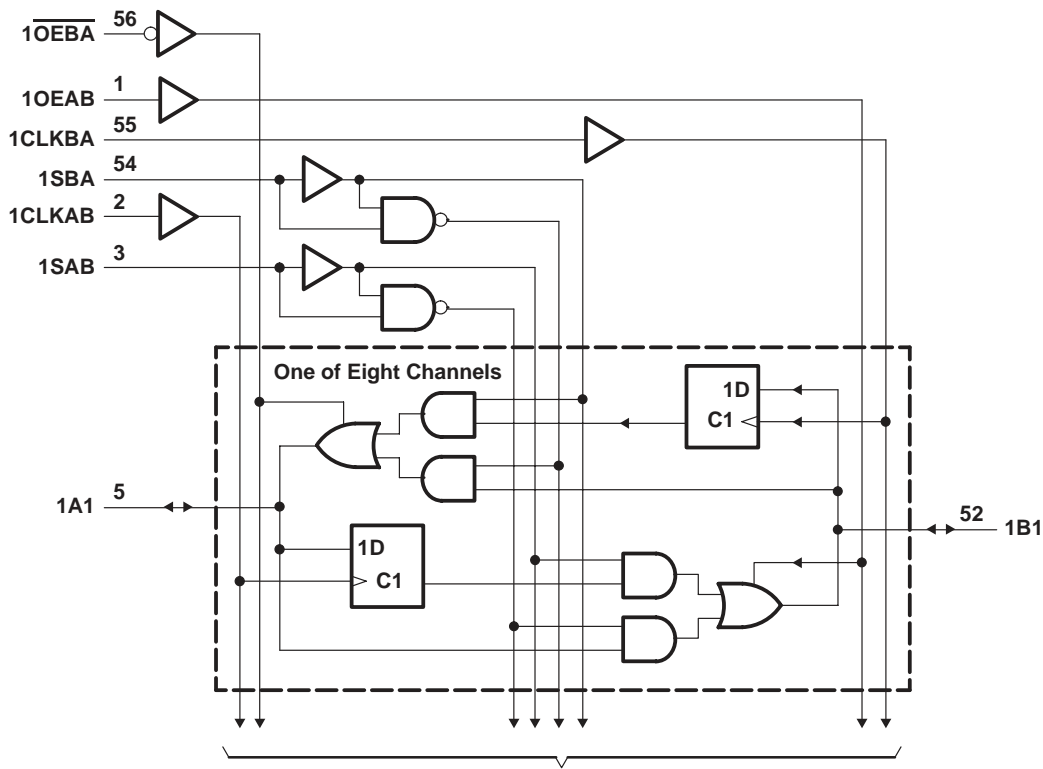 1O̅E̅B̅A̅ 56
1OEAB 1
1CLKBA 55
1SBA 54
1CLKAB 2
1SAB 3
One of Eight Channels
1D
C1
1A1 5
52 1B1
1D
C1